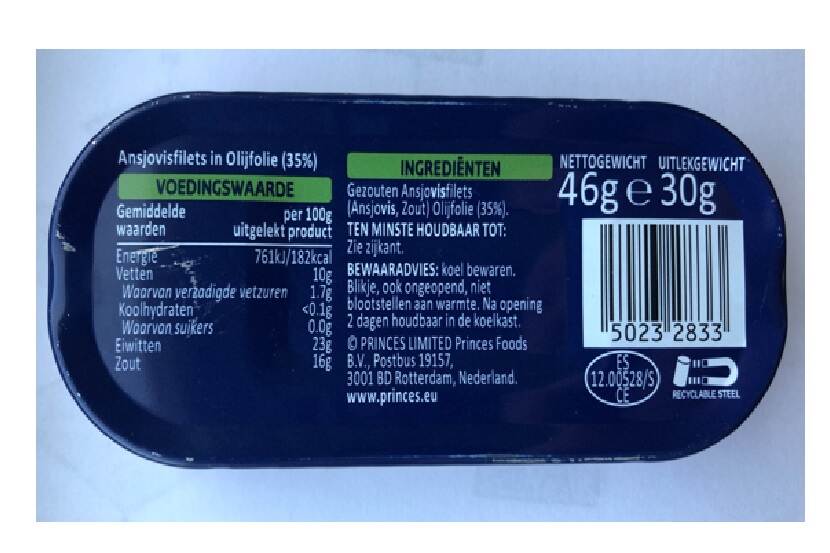 Ansjovisfilets in Olijfolie (35%)
VOEDINGSWAARDE
Gemiddelde waarden per 100g uitgelekt product
Energie 761kJ/182kcal
Vetten 10g
Waarvan verzadigde vetzuren 1.7g
Koolhydraten <0.1g
Waarvan suikers 0.0g
Eiwitten 23g
Zout 16g
INGREDIËNTEN
Gezouten Ansjovisfilets
(Ansjovis, Zout) Olijfolie (35%).
TEN MINSTE HOUDBAAR TOT:
Zie zijkant.
BEWAARADVIES: koel bewaren.
Blikje, ook ongeopend, niet
blootstellen aan warmte. Na opening
2 dagen houdbaar in de koelkast.
© PRINCES LIMITED Princes Foods
B.V., Postbus 19157,
3001 BD Rotterdam, Nederland.
www.princes.eu
NETTOGEWICHT UITLEKGEWICHT
46g e 30g
5023 2833
ES
12.00528/S
CE
RECYCLABLE STEEL